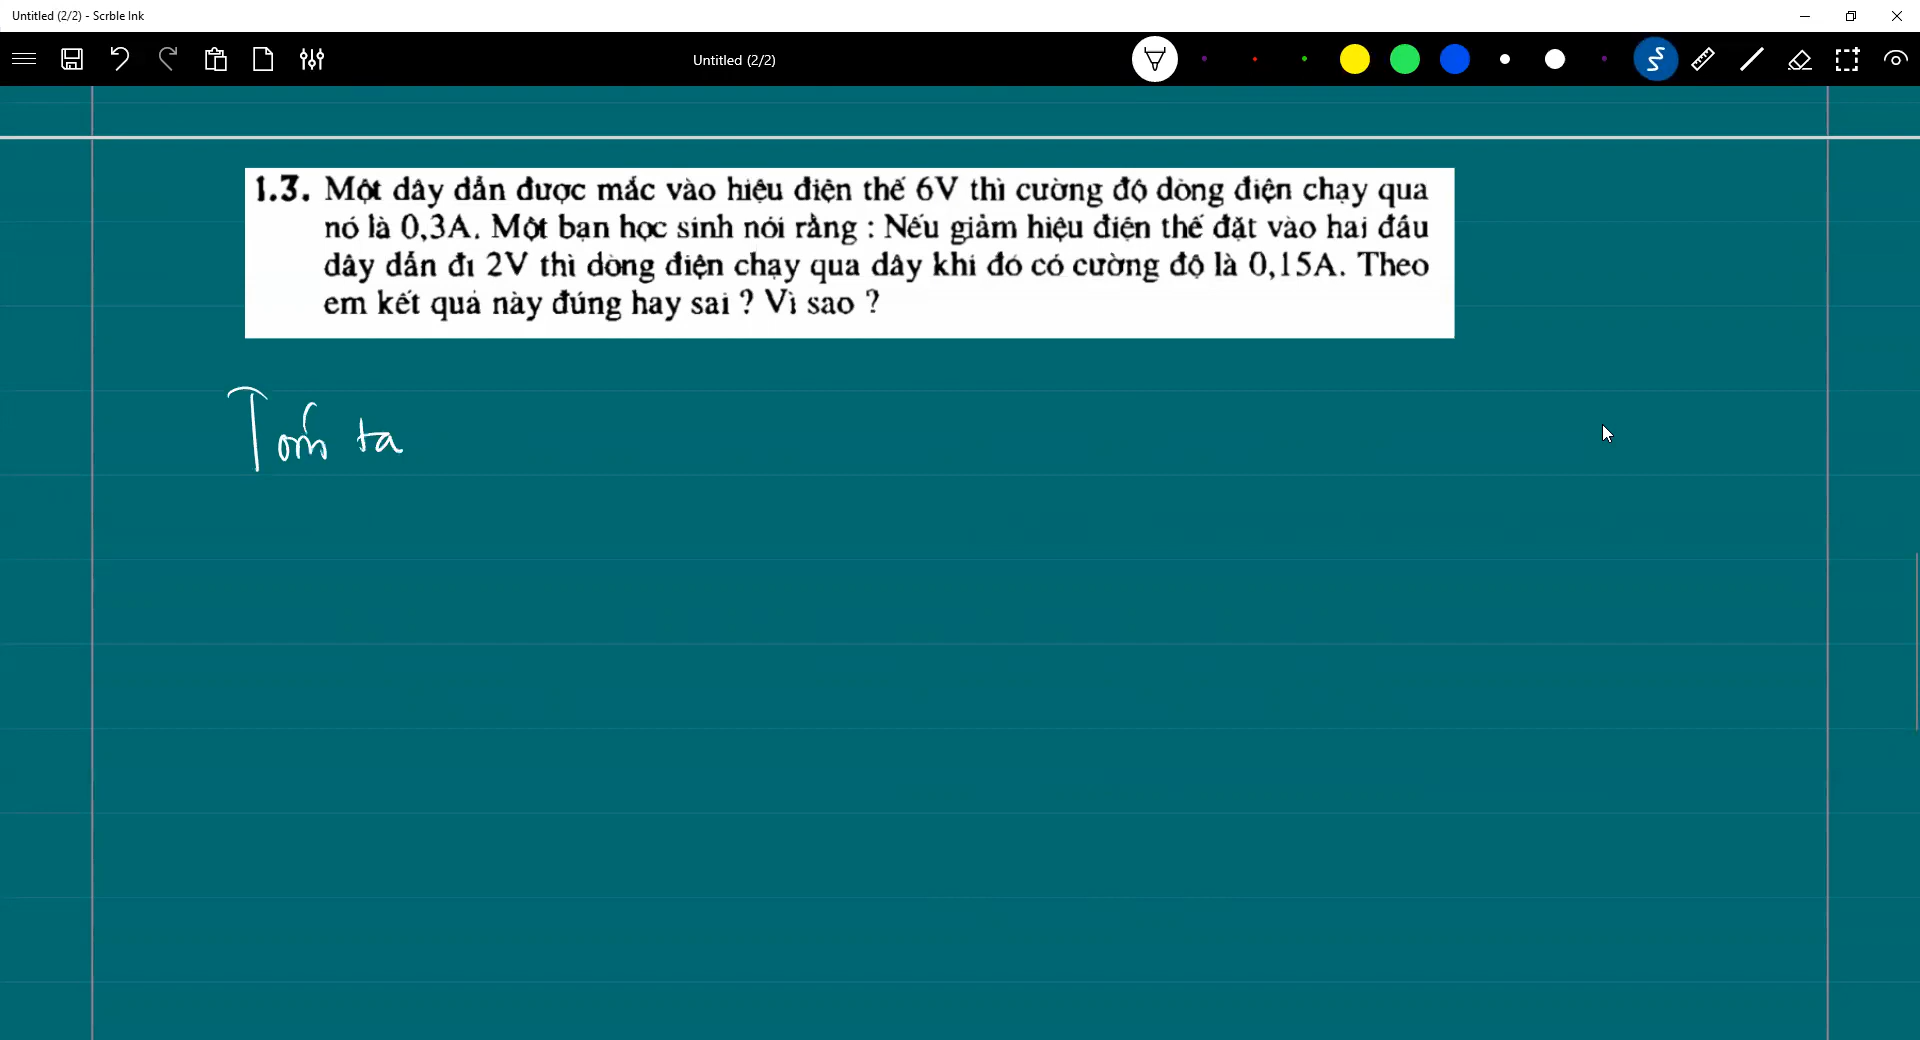 Untitled (2/2) - Scrble Ink
Untitled (2/2)
1.3. Một dây dẫn được mắc vào hiệu điện thế 6V thì cường độ dòng điện chạy qua
nó là 0,3A. Một bạn học sinh nói rằng : Nếu giảm hiệu điện thế đặt vào hai đầu
dây dẫn đi 2V thì dòng điện chạy qua dây khi đó có cường độ là 0,15A. Theo
em kết quả này đúng hay sai ? Vì sao ?
Tóm ta